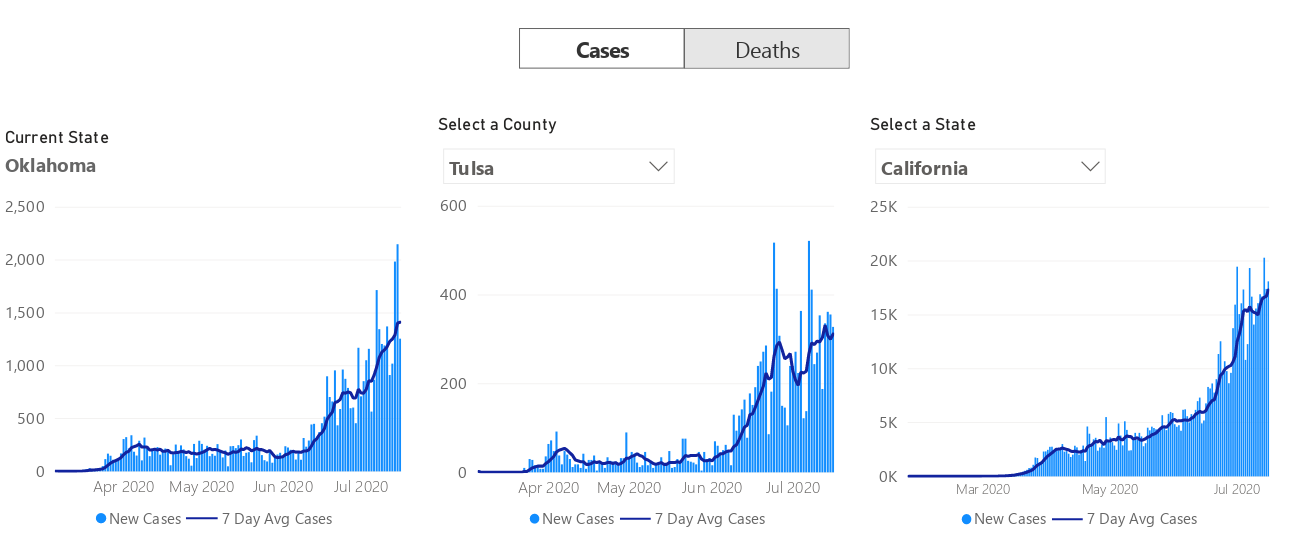 Cases
Deaths
Current State
Oklahoma
2,500
2,000
1,500
1,000
500
0
Apr 2020 May 2020 Jun 2020 Jul 2020
New Cases 7 Day Avg Cases
Select a County
Tulsa
600
400
200
0
Apr 2020 May 2020 Jun 2020 Jul 2020
New Cases 7 Day Avg Cases
Select a State
California
25K
20K
15K
10K
5K
0K
Mar 2020 May 2020 Jul 2020
New Cases 7 Day Avg Cases